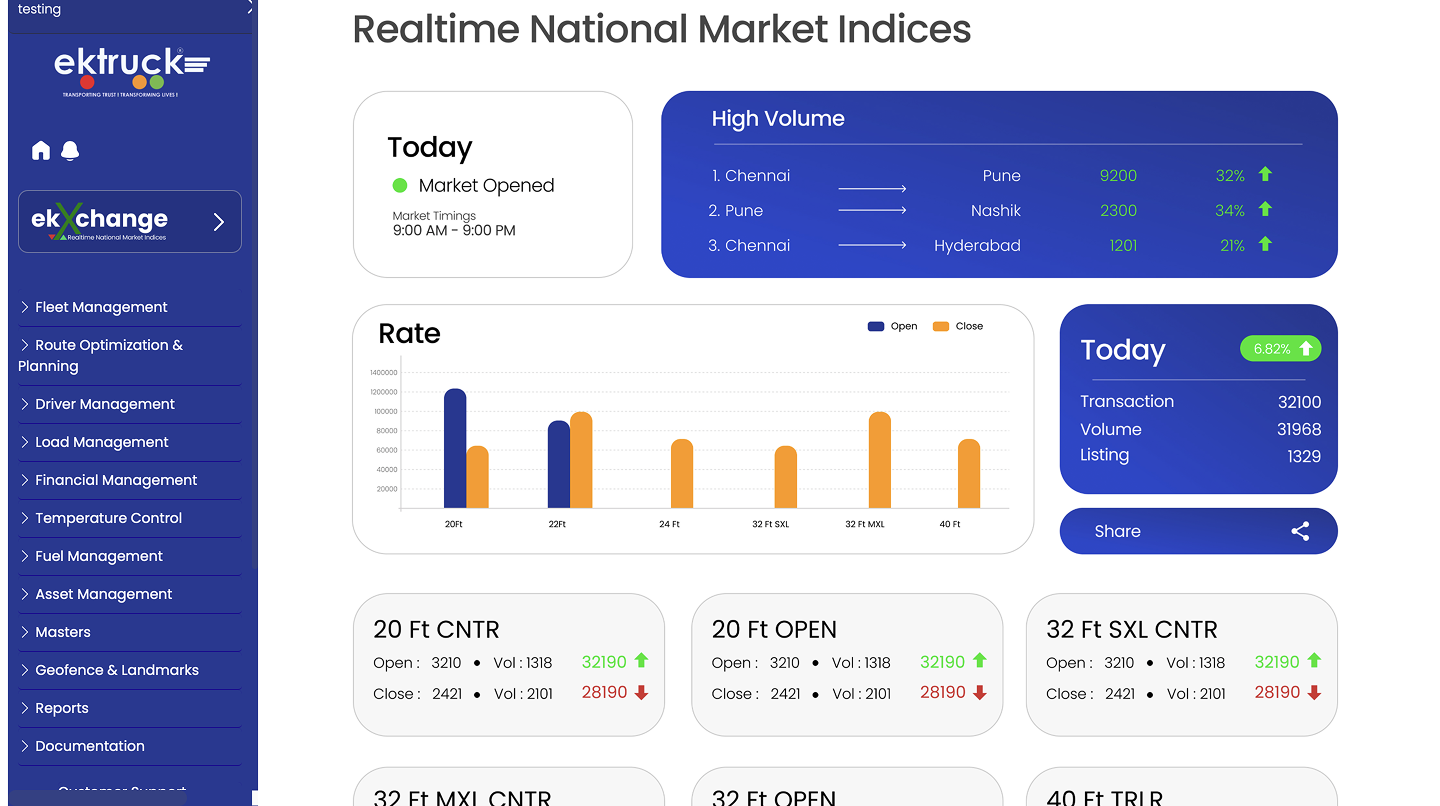 testing
ektruck®
TRANSPORTING TRUST I TRANSFORMING LIVES I
ekXchange
Realtime National Market Indices
Fleet Management
Route Optimization &
Planning
Driver Management
Load Management
Financial Management
Temperature Control
Fuel Management
Asset Management
Masters
Geofence & Landmarks
Reports
Documentation
Customer Support
Realtime National Market Indices
Today
Market Opened
Market Timings
9:00 AM - 9:00 PM
High Volume
1. Chennai Pune 9200 32%
2. Pune Nashik 2300 34%
3. Chennai Hyderabad 1201 21%
Rate
Open Close
1400000
1200000
100000
80000
60000
40000
20000
20Ft 22Ft 24 Ft 32 Ft SXL 32 Ft MXL 40 Ft
Today 6.82%
Transaction 32100
Volume 31968
Listing 1329
Share
20 Ft CNTR
Open : 3210 • Vol : 1318 32190
Close : 2421 • Vol : 2101 28190
20 Ft OPEN
Open : 3210 • Vol : 1318 32190
Close : 2421 • Vol : 2101 28190
32 Ft SXL CNTR
Open : 3210 • Vol : 1318 32190
Close : 2421 • Vol : 2101 28190
32 Ft MXL CNTR
32 Ft OPEN
40 Ft TRLR